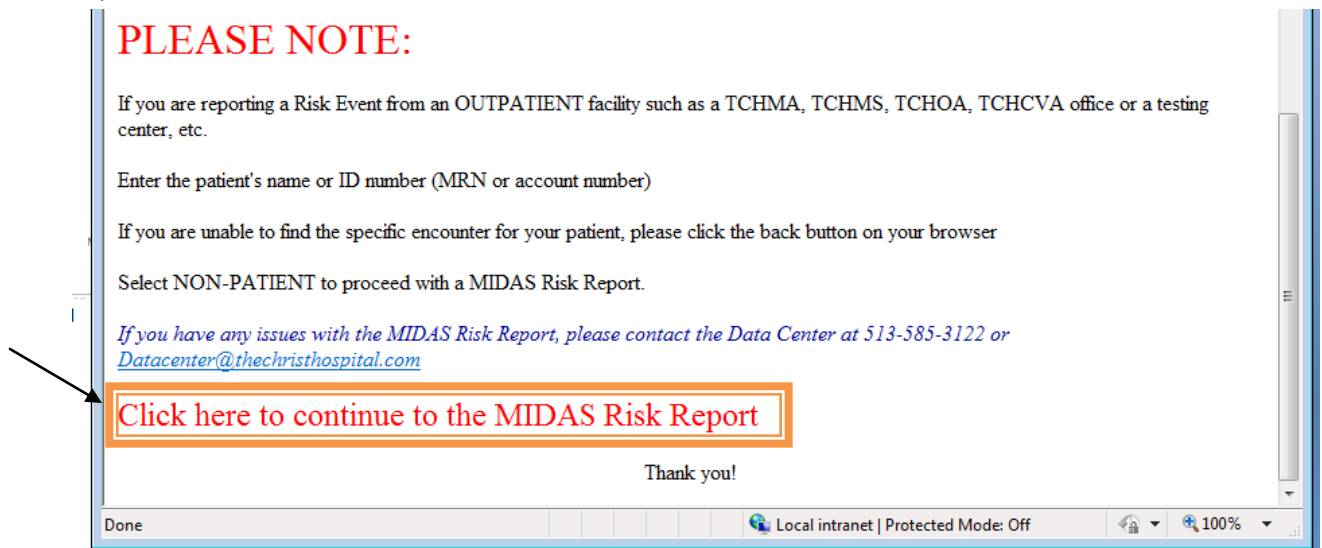 PLEASE NOTE:
If you are reporting a Risk Event from an OUTPATIENT facility such as a TCHMA, TCHMS, TCHOA, TCHCVA office or a testing
center, etc.
Enter the patient's name or ID number (MRN or account number)
If you are unable to find the specific encounter for your patient, please click the back button on your browser
Select NON-PATIENT to proceed with a MIDAS Risk Report.
If you have any issues with the MIDAS Risk Report, please contact the Data Center at 513-585-3122 or
Datacenter@thechristhospital.com
Click here to continue to the MIDAS Risk Report
Thank you!
Done
Local intranet | Protected Mode: Off
100%